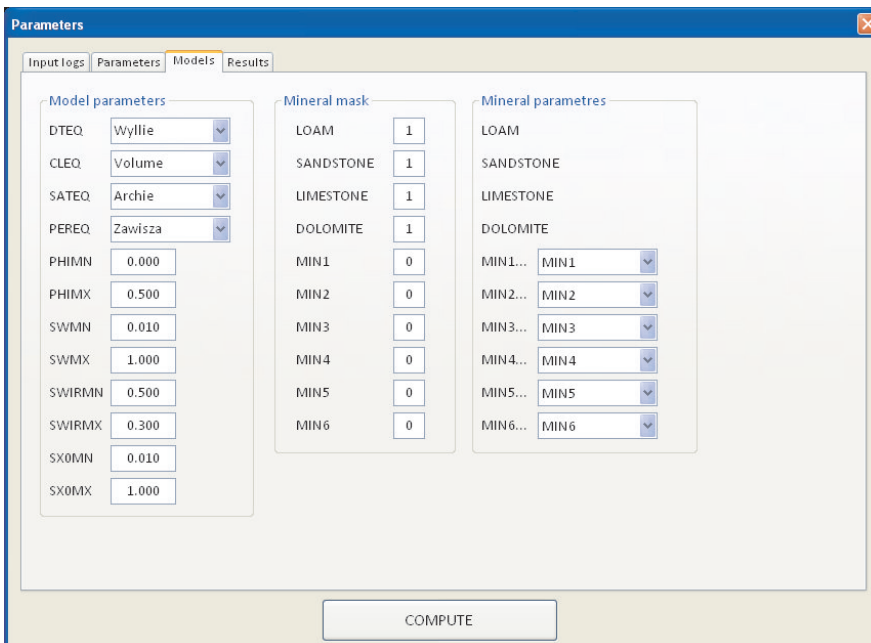 Parameters
Input logs Parameters Models Results
Model parameters
DTEQ Wyllie
CLEQ Volume
SATEQ Archie
PEREQ Zawisza
PHIMN 0.000
PHIMX 0.500
SWMN 0.010
SWMX 1.000
SWIRMN 0.500
SWIRMX 0.300
SX0MN 0.010
SX0MX 1.000
Mineral mask
LOAM 1
SANDSTONE 1
LIMESTONE 1
DOLOMITE 1
MIN1 0
MIN2 0
MIN3 0
MIN4 0
MIN5 0
MIN6 0
Mineral parametres
LOAM
SANDSTONE
LIMESTONE
DOLOMITE
MIN1... MIN1
MIN2... MIN2
MIN3... MIN3
MIN4... MIN4
MIN5... MIN5
MIN6... MIN6
COMPUTE